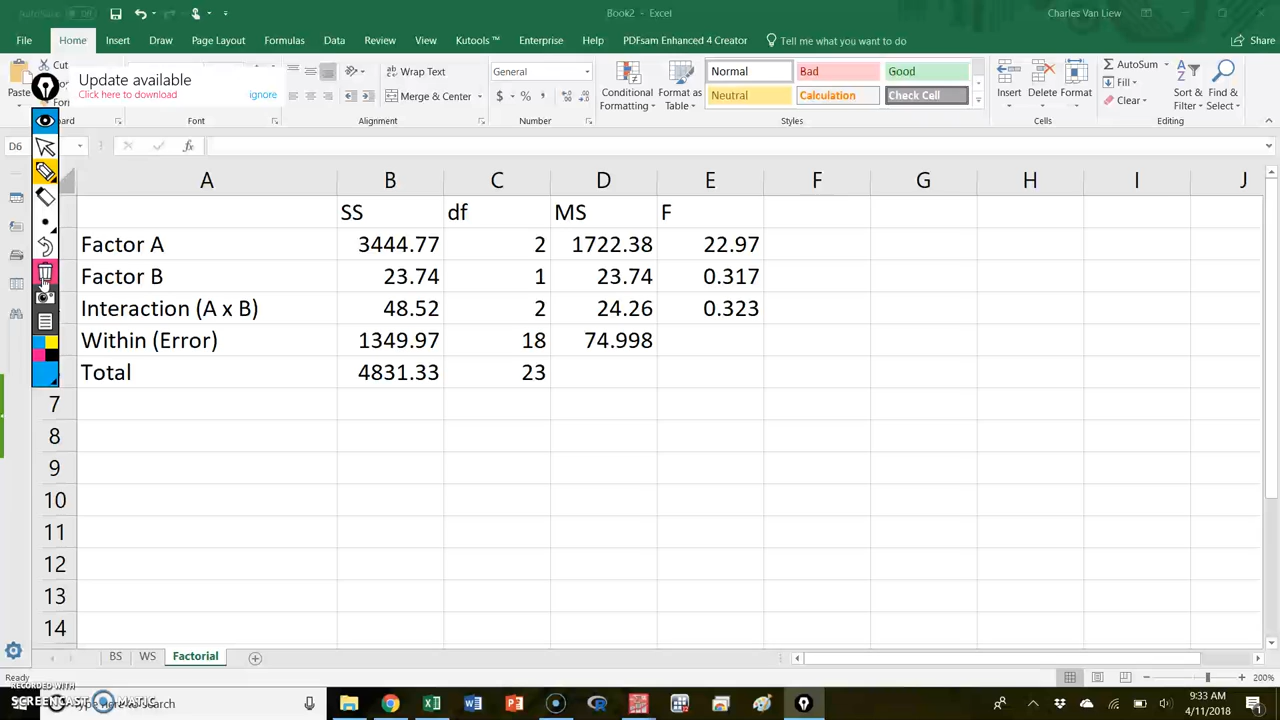 AutoSave Off
Book2 - Excel
Charles Van Liew
File Home Insert Draw Page Layout Formulas Data Review View Kutools ™ Enterprise Help PDFsam Enhanced 4 Creator Tell me what you want to do
Share
Cut
Paste
Update available
Click here to download ignore
Wrap Text
Merge & Center
General
$ % ,
Conditional Formatting
Format as Table
Normal Bad Good
Neutral Calculation Check Cell
Insert Delete Format
AutoSum
Fill
Clear
Sort & Filter
Find & Select
Font Alignment Number Styles Cells Editing
D6 fx
A B C D E F G H I J
SS df MS F
Factor A 3444.77 2 1722.38 22.97
Factor B 23.74 1 23.74 0.317
Interaction (A x B) 48.52 2 24.26 0.323
Within (Error) 1349.97 18 74.998
Total 4831.33 23
7
8
9
10
11
12
13
14
BS WS Factorial
Ready
200%
RECORDED WITH
SCREENCAST MATIC
here to search
9:33 AM
4/11/2018